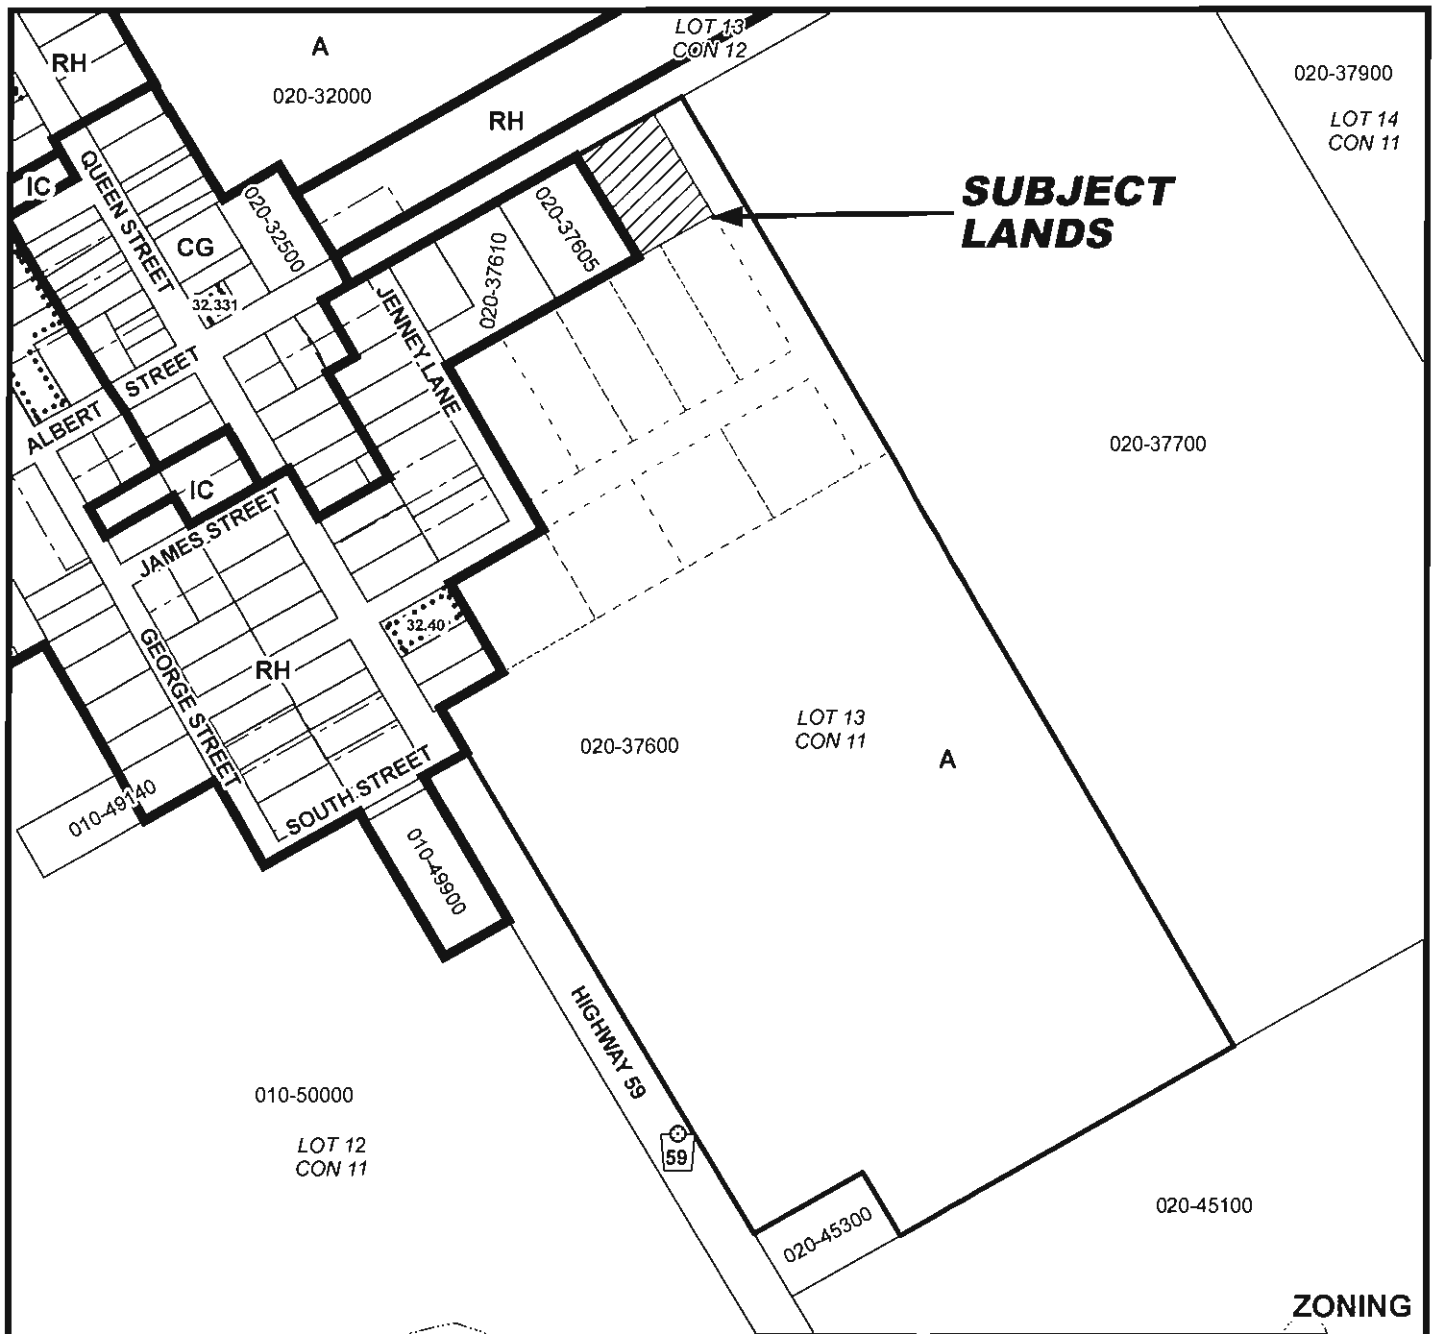 LOT 13
CON 12
A
RH
020-32000
020-37900
LOT 14
CON 11
RH
IC
QUEEN STREET
020-32500
020-37605
SUBJECT
LANDS
CG
020-37610
32.331
JENNEY LANE
ALBERT STREET
020-37700
IC
JAMES STREET
32.40
GEORGE STREET
RH
LOT 13
CON 11
020-37600
A
SOUTH STREET
010-49140
010-49900
HIGHWAY 59
010-50000
LOT 12
CON 11
59
020-45300
020-45100
ZONING